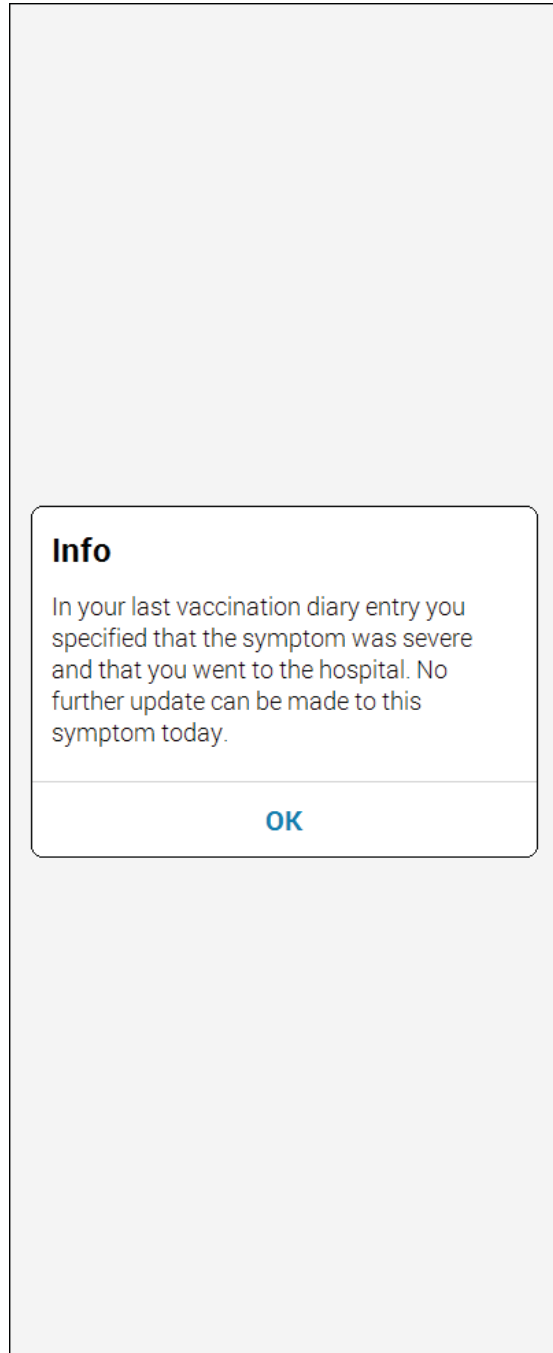 Info
In your last vaccination diary entry you
specified that the symptom was severe
and that you went to the hospital. No
further update can be made to this
symptom today.
OK